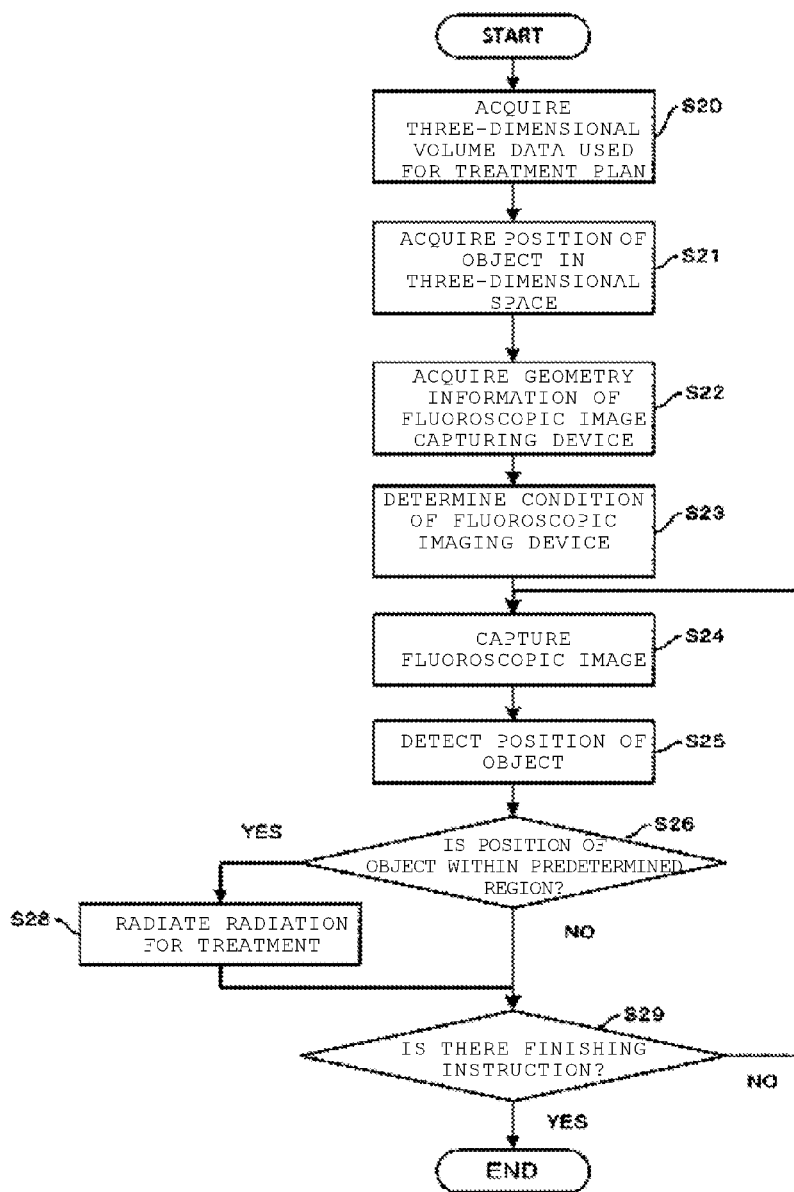 START
ACQUIRE
THREE-DIMENSIONAL
VOLUME DATA USED
FOR TREATMENT PLAN
S20
ACQUIRE POSITION OF
OBJECT IN
THREE-DIMENSIONAL
SPACE
S21
ACQUIRE GEOMETRY
INFORMATION OF
FLUOROSCOPIC IMAGE
CAPTURING DEVICE
S22
DETERMINE CONDITION
OF FLUOROSCOPIC
IMAGING DEVICE
S23
CAPTURE
FLUOROSCOPIC IMAGE
S24
DETECT POSITION OF
OBJECT
S25
YES
S26
IS POSITION OF
OBJECT WITHIN PREDETERMINED
REGION?
NO
S28
RADIATE RADIATION
FOR TREATMENT
S29
IS THERE FINISHING
INSTRUCTION?
NO
YES
END